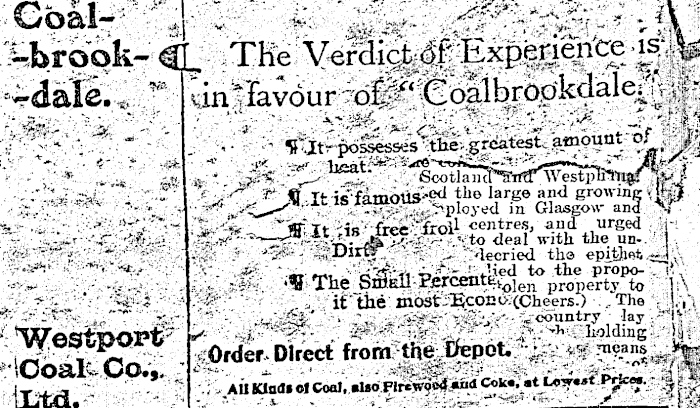 Coal-
-brook-
-dale.
Westport
Coal Co.,
Ltd.
¶ The Verdict of Experience is
in favour of "Coalbrookdale."
¶ It possesses the greatest amount of
heat.
¶ It is famous
¶ It is free
Dirt
¶ The Small
it the most
Order Direct from the Depot.
All Kinds of Coal, also Firewood and Coke, at Lowest Prices.
Scotland and
ed the large and growing
ployed in Glasgow and
centres, and urged
to deal with the un-
decried the epithet
lied to the propo-
olen property to
(Cheers.) The
country lay
holding
means